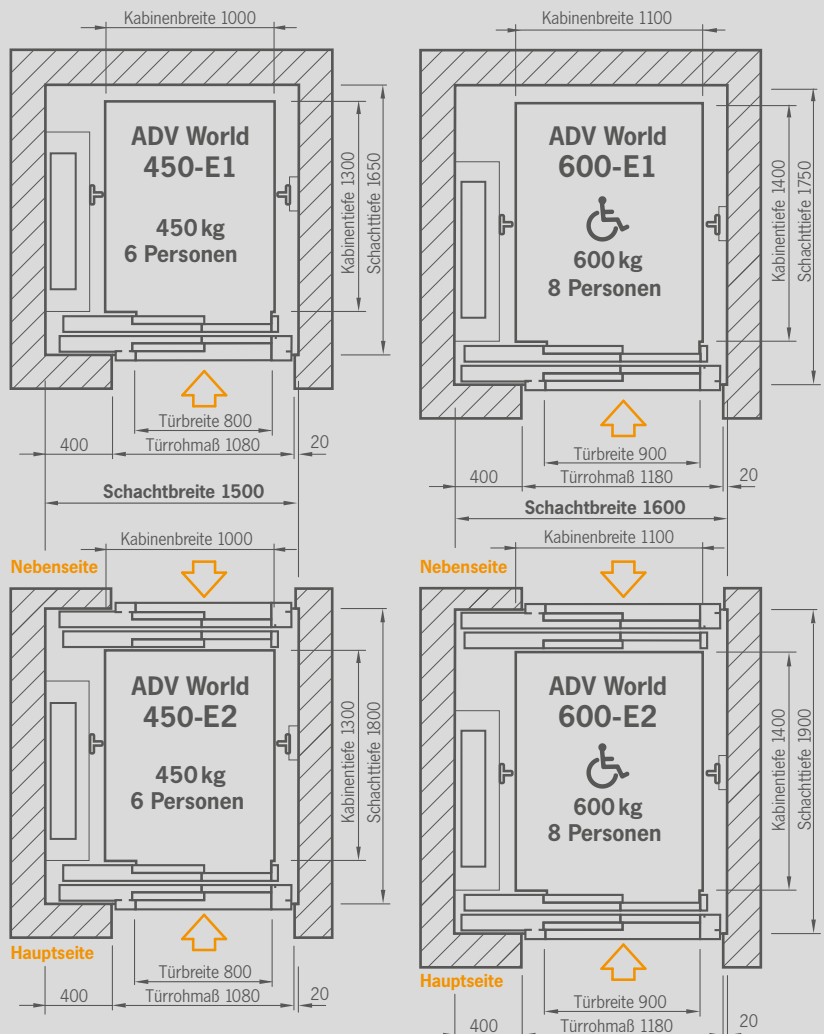 Kabinenbreite 1000
ADV World
450-E1
450 kg
6 Personen
Kabinentiefe 1300
Schachttiefe 1650
Türbreite 800
400
Türrohmaß 1080
20
Schachtbreite 1500
Kabinenbreite 1100
ADV World
600-E1
600 kg
8 Personen
Kabinentiefe 1400
Schachttiefe 1750
Türbreite 900
400
Türrohmaß 1180
20
Schachtbreite 1600
Kabinenbreite 1000
Nebenseite
ADV World
450-E2
450 kg
6 Personen
Kabinentiefe 1300
Schachttiefe 1800
Hauptseite
Türbreite 800
400
Türrohmaß 1080
20
Kabinenbreite 1100
Nebenseite
ADV World
600-E2
600 kg
8 Personen
Kabinentiefe 1400
Schachttiefe 1900
Hauptseite
Türbreite 900
400
Türrohmaß 1180
20